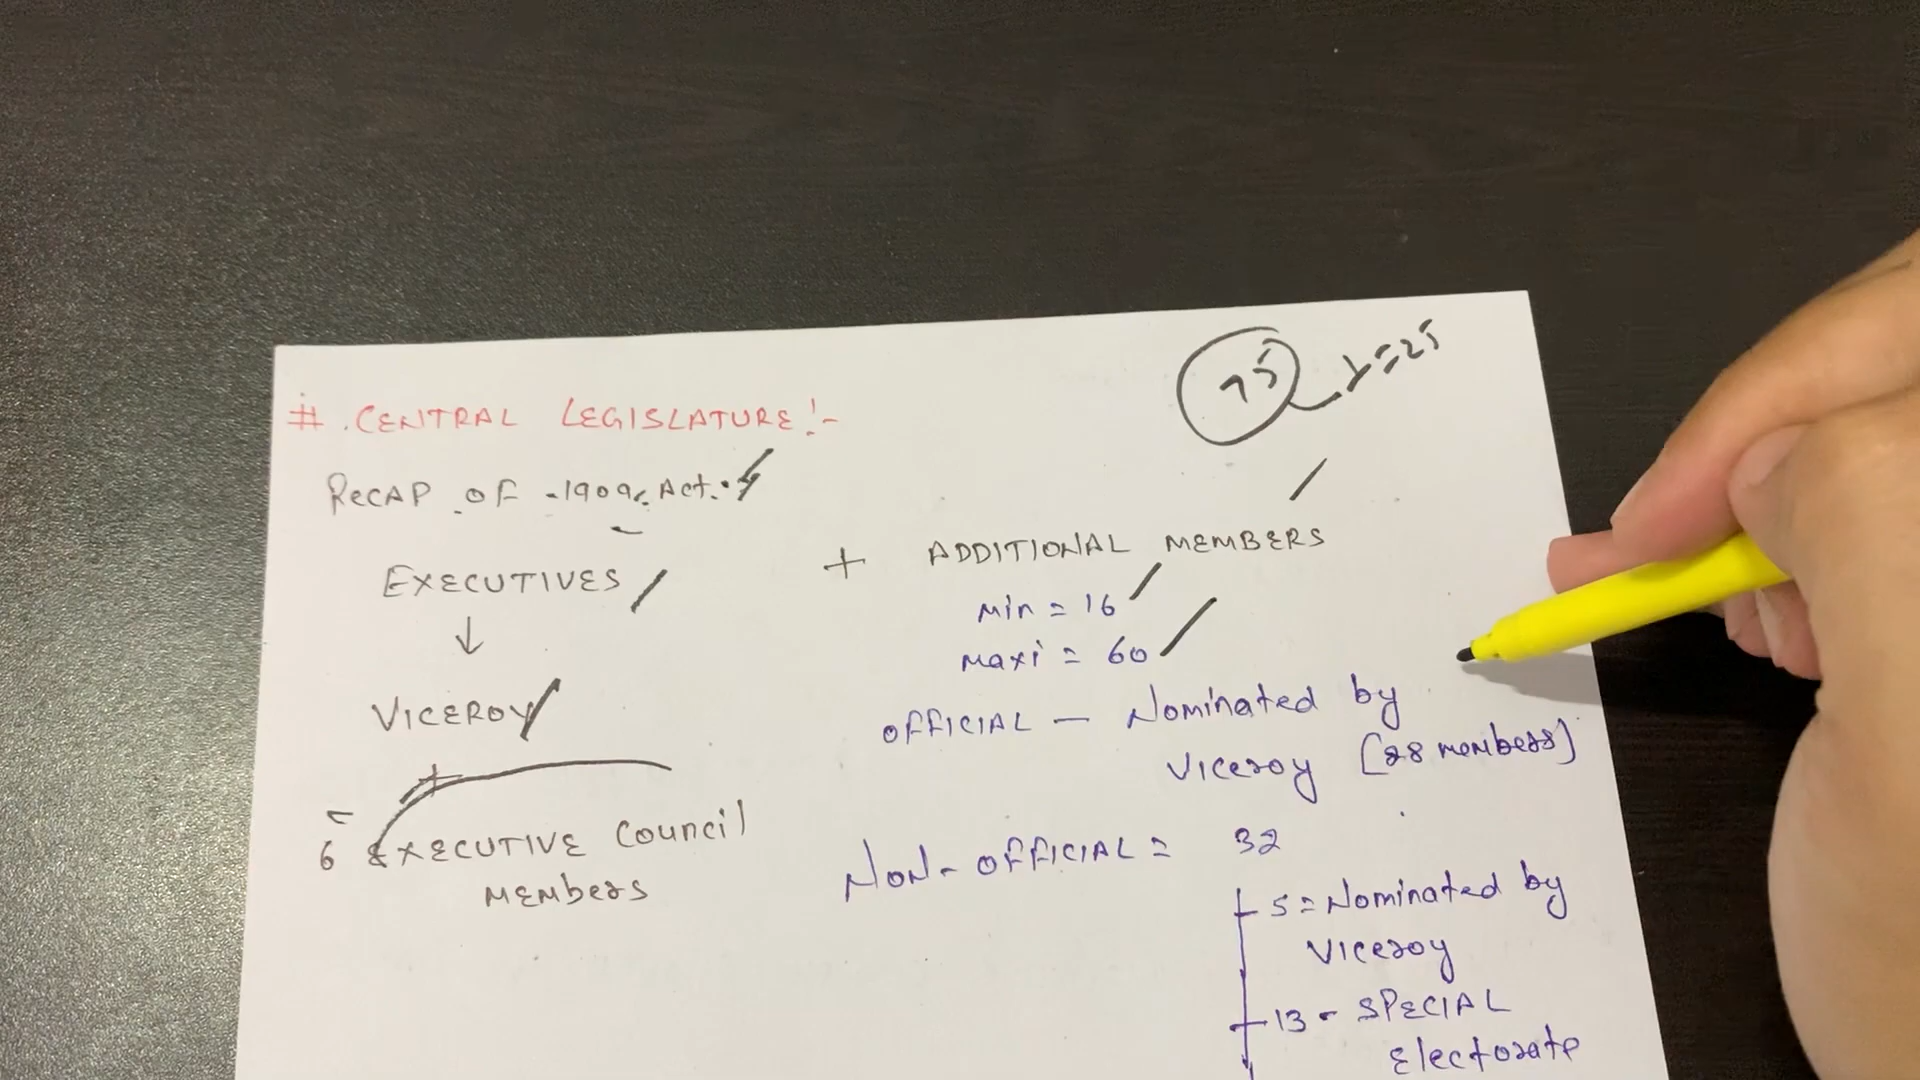 # . CENTRAL LEGISLATURE!-
75
RECAP OF 1909 Act.
EXECUTIVES
↓
VICEROY
+
6 EXECUTIVE Council
MEMbers
+ ADDITIONAL MEMBERS
Min = 16
Maxi = 60
OFFICIAL — Nominated by
Viceroy [28 members]
NON-OFFICIAL = 32
5 = Nominated by
Viceroy
13 - SPECIAL
Electorate